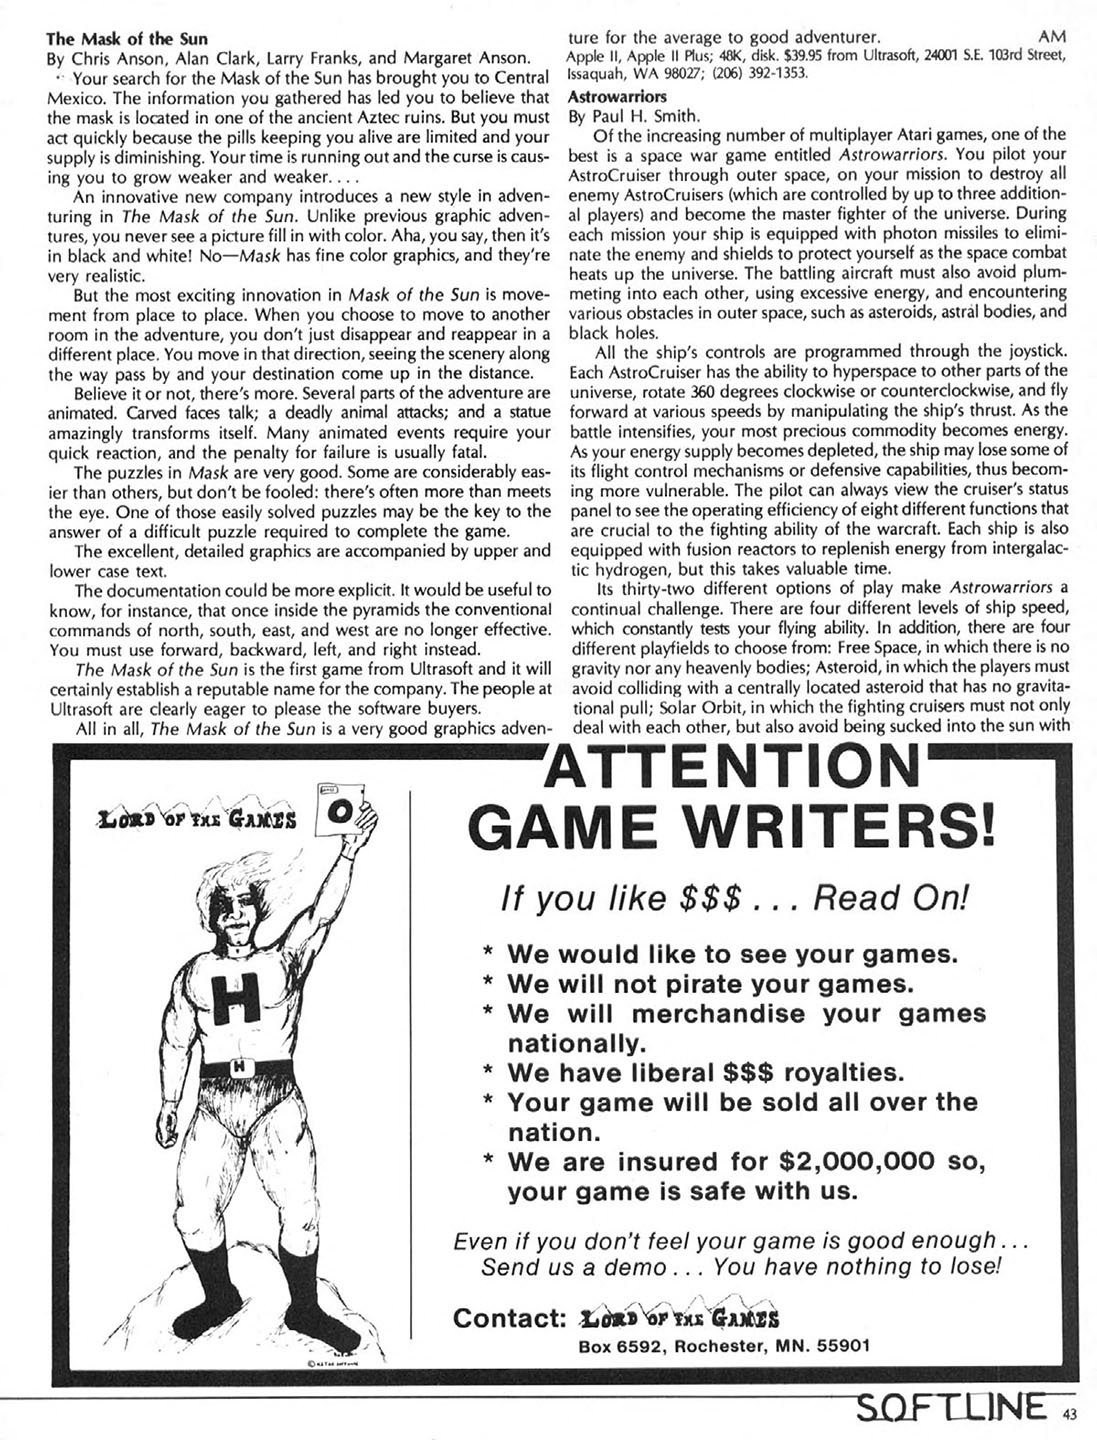 The Mask of the Sun
By Chris Anson, Alan Clark, Larry Franks, and Margaret Anson.
Your search for the Mask of the Sun has brought you to Central
Mexico. The information you gathered has led you to believe that
the mask is located in one of the ancient Aztec ruins. But you must
act quickly because the pills keeping you alive are limited and your
supply is diminishing. Your time is running out and the curse is caus-
ing you to grow weaker and weaker. . . .
An innovative new company introduces a new style in adven-
turing in The Mask of the Sun. Unlike previous graphic adven-
tures, you never see a picture fill in with color. Aha, you say, then it's
in black and white! No—Mask has fine color graphics, and they're
very realistic.
But the most exciting innovation in Mask of the Sun is move-
ment from place to place. When you choose to move to another
room in the adventure, you don't just disappear and reappear in a
different place. You move in that direction, seeing the scenery along
the way pass by and your destination come up in the distance.
Believe it or not, there's more. Several parts of the adventure are
animated. Carved faces talk; a deadly animal attacks; and a statue
amazingly transforms itself. Many animated events require your
quick reaction, and the penalty for failure is usually fatal.
The puzzles in Mask are very good. Some are considerably eas-
ier than others, but don't be fooled: there's often more than meets
the eye. One of those easily solved puzzles may be the key to the
answer of a difficult puzzle required to complete the game.
The excellent, detailed graphics are accompanied by upper and
lower case text.
The documentation could be more explicit. It would be useful to
know, for instance, that once inside the pyramids the conventional
commands of north, south, east, and west are no longer effective.
You must use forward, backward, left, and right instead.
The Mask of the Sun is the first game from Ultrasoft and it will
certainly establish a reputable name for the company. The people at
Ultrasoft are clearly eager to please the software buyers.
All in all, The Mask of the Sun is a very good graphics adven-
ture for the average to good adventurer. AM
Apple II, Apple II Plus; 48K, disk. $39.95 from Ultrasoft, 24001 S.E. 103rd Street,
Issaquah, WA 98027; (206) 392-1353.
Astrowarriors
By Paul H. Smith.
Of the increasing number of multiplayer Atari games, one of the
best is a space war game entitled Astrowarriors. You pilot your
AstroCruiser through outer space, on your mission to destroy all
enemy AstroCruisers (which are controlled by up to three addition-
al players) and become the master fighter of the universe. During
each mission your ship is equipped with photon missiles to elimi-
nate the enemy and shields to protect yourself as the space combat
heats up the universe. The battling aircraft must also avoid plum-
meting into each other, using excessive energy, and encountering
various obstacles in outer space, such as asteroids, astral bodies, and
black holes.
All the ship's controls are programmed through the joystick.
Each AstroCruiser has the ability to hyperspace to other parts of the
universe, rotate 360 degrees clockwise or counterclockwise, and fly
forward at various speeds by manipulating the ship's thrust. As the
battle intensifies, your most precious commodity becomes energy.
As your energy supply becomes depleted, the ship may lose some of
its flight control mechanisms or defensive capabilities, thus becom-
ing more vulnerable. The pilot can always view the cruiser's status
panel to see the operating efficiency of eight different functions that
are crucial to the fighting ability of the warcraft. Each ship is also
equipped with fusion reactors to replenish energy from intergalac-
tic hydrogen, but this takes valuable time.
Its thirty-two different options of play make Astrowarriors a
continual challenge. There are four different levels of ship speed,
which constantly tests your flying ability. In addition, there are four
different playfields to choose from: Free Space, in which there is no
gravity nor any heavenly bodies; Asteroid, in which the players must
avoid colliding with a centrally located asteroid that has no gravita-
tional pull; Solar Orbit, in which the fighting cruisers must not only
deal with each other, but also avoid being sucked into the sun with
LORD OF THE GAMES
H
H
ATTENTION
GAME WRITERS!
If you like $$$ . . . Read On!
* We would like to see your games.
* We will not pirate your games.
* We will merchandise your games
nationally.
* We have liberal $$$ royalties.
* Your game will be sold all over the
nation.
* We are insured for $2,000,000 so,
your game is safe with us.
Even if you don't feel your game is good enough . . .
Send us a demo . . . You have nothing to lose!
Contact: LORD OF THE GAMES
Box 6592, Rochester, MN. 55901
SOFTLINE 43